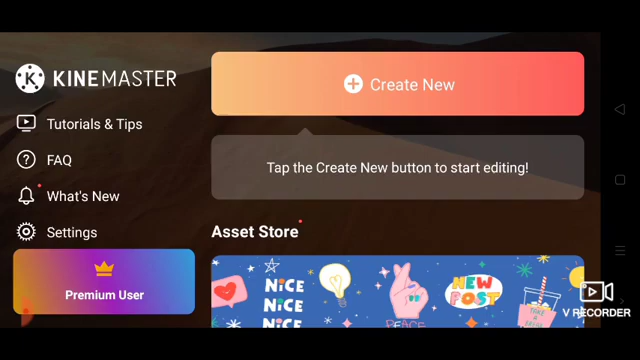 KINEMASTER
Create New
Tutorials & Tips
FAQ
Tap the Create New button to start editing!
What's New
Settings
Asset Store
Premium User
NICE
NICE
NICE
PEACE
NEW
POST
V RECORDER